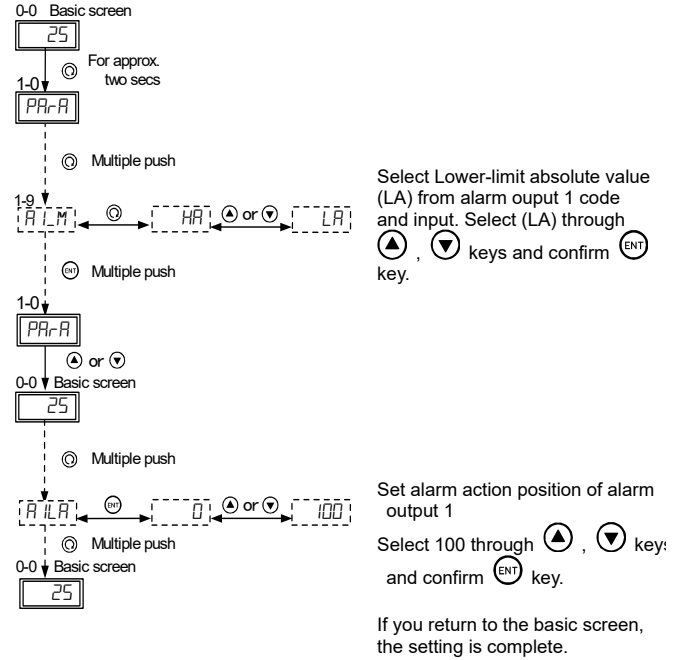 0-0 Basic screen
25
For approx.
two secs
1-0
PArA
Multiple push
1-9
A1_M HA or LA
Select Lower-limit absolute value
(LA) from alarm ouput 1 code
and input. Select (LA) through
, keys and confirm ENT
key.
ENT Multiple push
1-0
PArA
or
0-0 Basic screen
25
Multiple push
A1LA ENT 0 or 100
Set alarm action position of alarm
output 1
Select 100 through , keys
and confirm ENT key.
Multiple push
0-0 Basic screen
25
If you return to the basic screen,
the setting is complete.